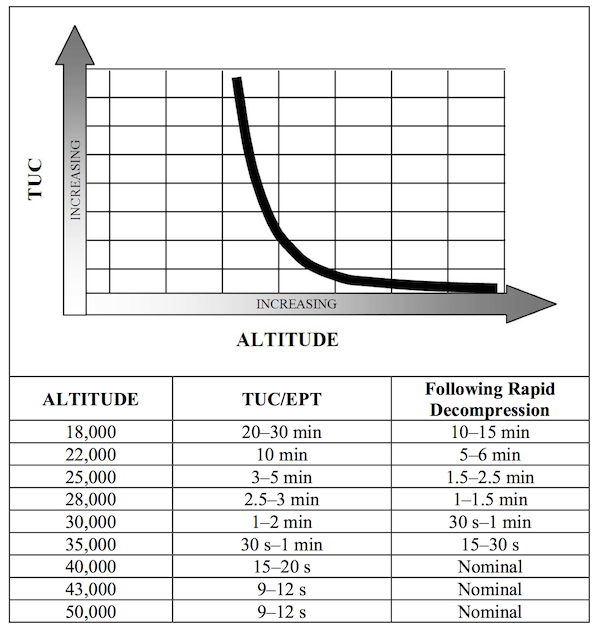 TUC
INCREASING
INCREASING
ALTITUDE
ALTITUDE TUC/EPT Following Rapid Decompression
18,000 20–30 min 10–15 min
22,000 10 min 5–6 min
25,000 3–5 min 1.5–2.5 min
28,000 2.5–3 min 1–1.5 min
30,000 1–2 min 30 s–1 min
35,000 30 s–1 min 15–30 s
40,000 15–20 s Nominal
43,000 9–12 s Nominal
50,000 9–12 s Nominal